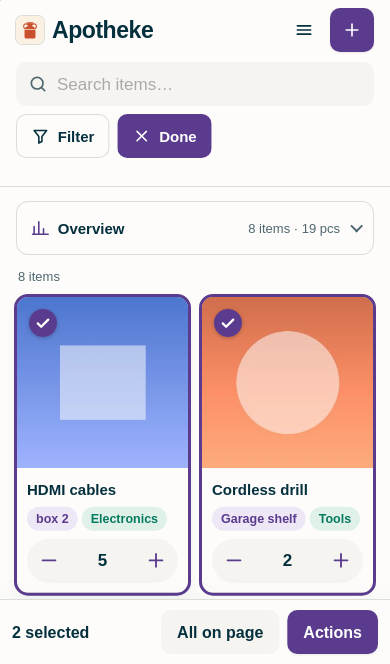 Apotheke
Search items…
Filter
Done
Overview
8 items · 19 pcs
8 items
HDMI cables
box 2
Electronics
5
Cordless drill
Garage shelf
Tools
2
2 selected
All on page
Actions